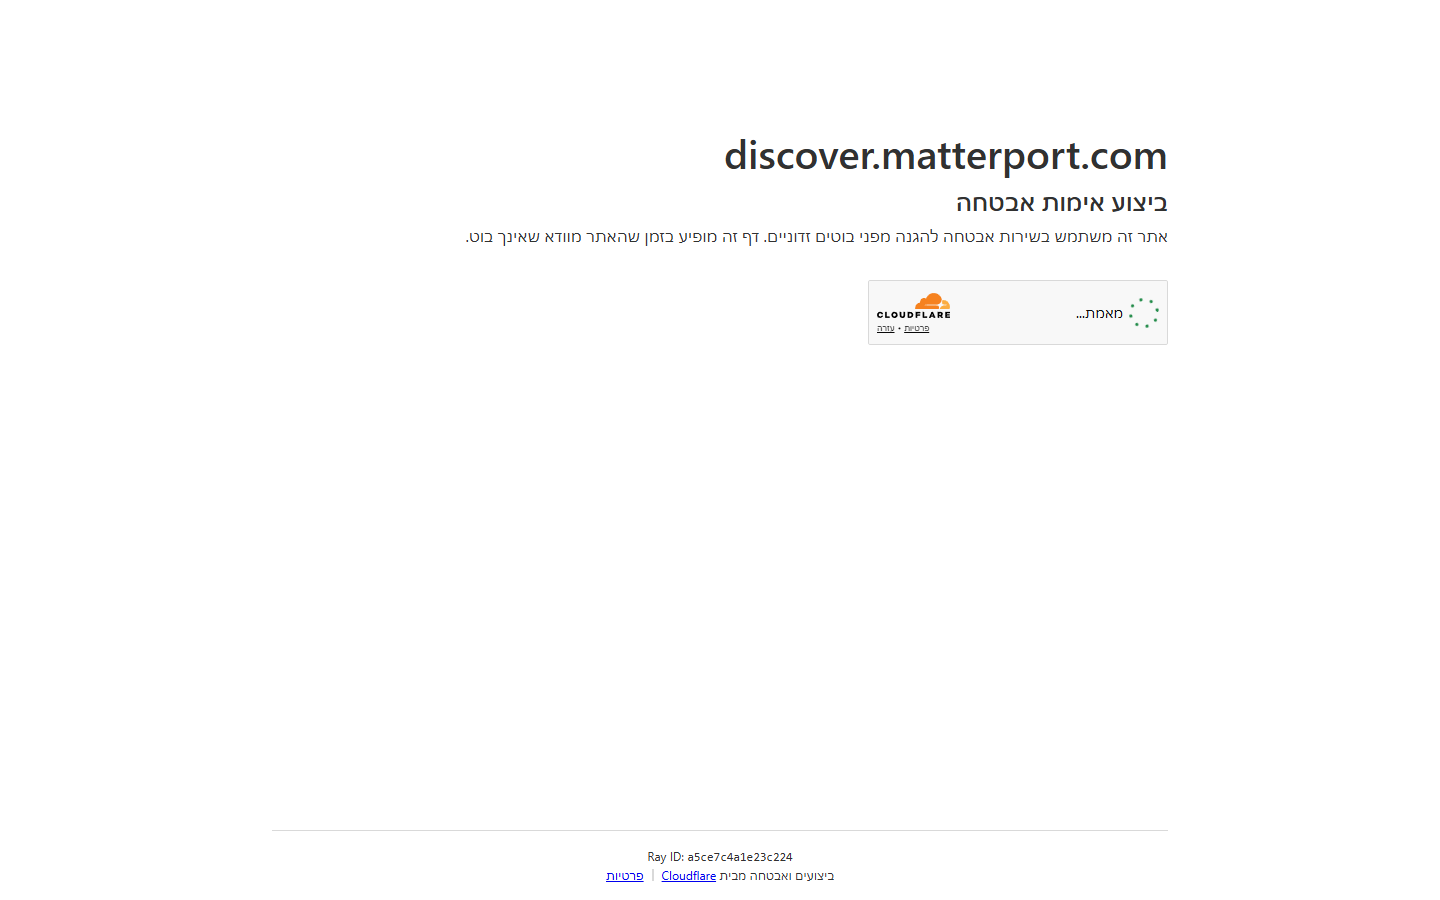 discover.matterport.com
ביצוע אימות אבטחה
אתר זה משתמש בשירות אבטחה להגנה מפני בוטים זדוניים. דף זה מופיע בזמן שהאתר מוודא שאינך בוט.
מאמת...
CLOUDFLARE
פרטיות • עזרה
Ray ID: a5ce7c4a1e23c224
ביצועים ואבטחה מבית Cloudflare | פרטיות